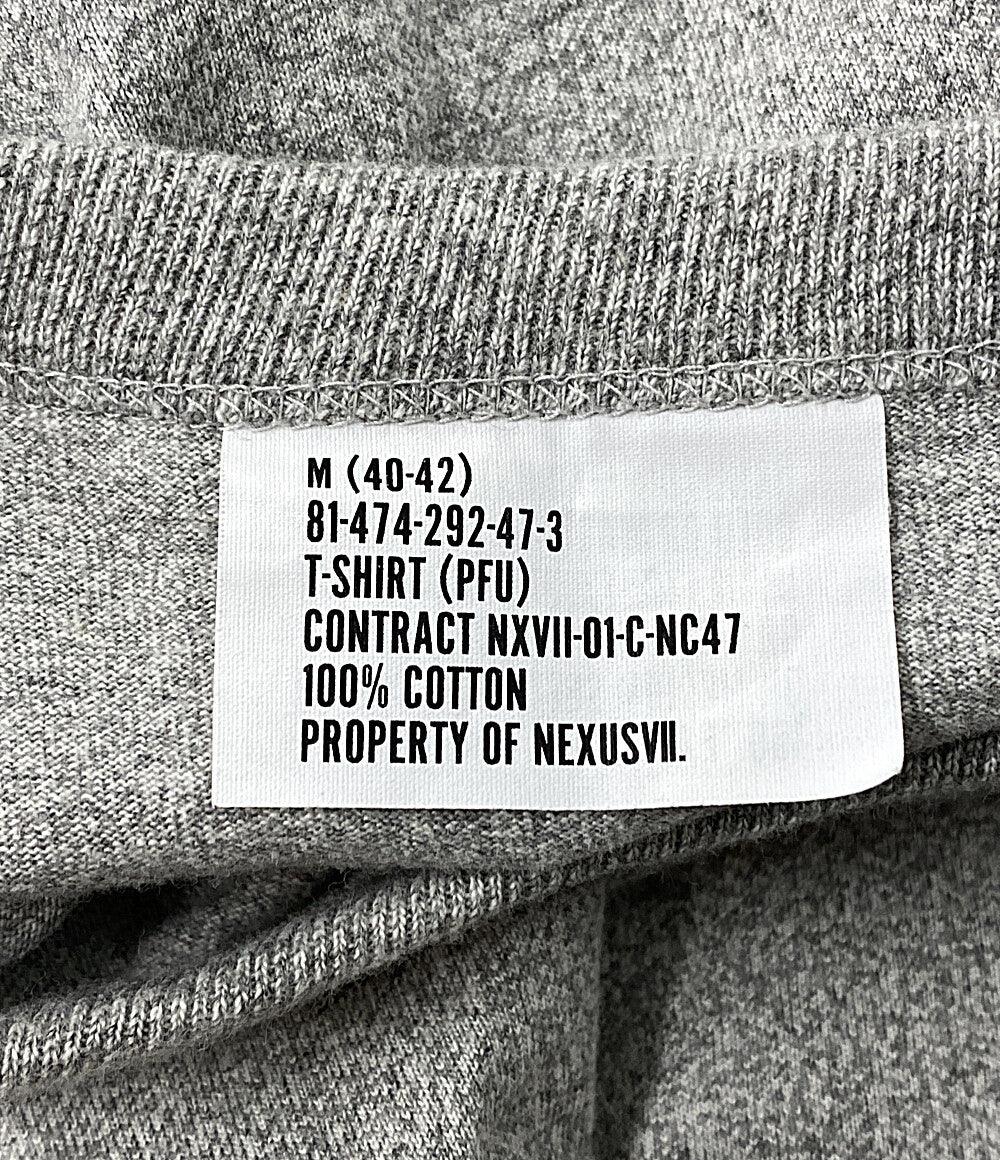 M (40-42)
81-474-292-47-3
T-SHIRT (PFU)
CONTRACT NXVII-01-C-NC47
100% COTTON
PROPERTY OF NEXUSVII.